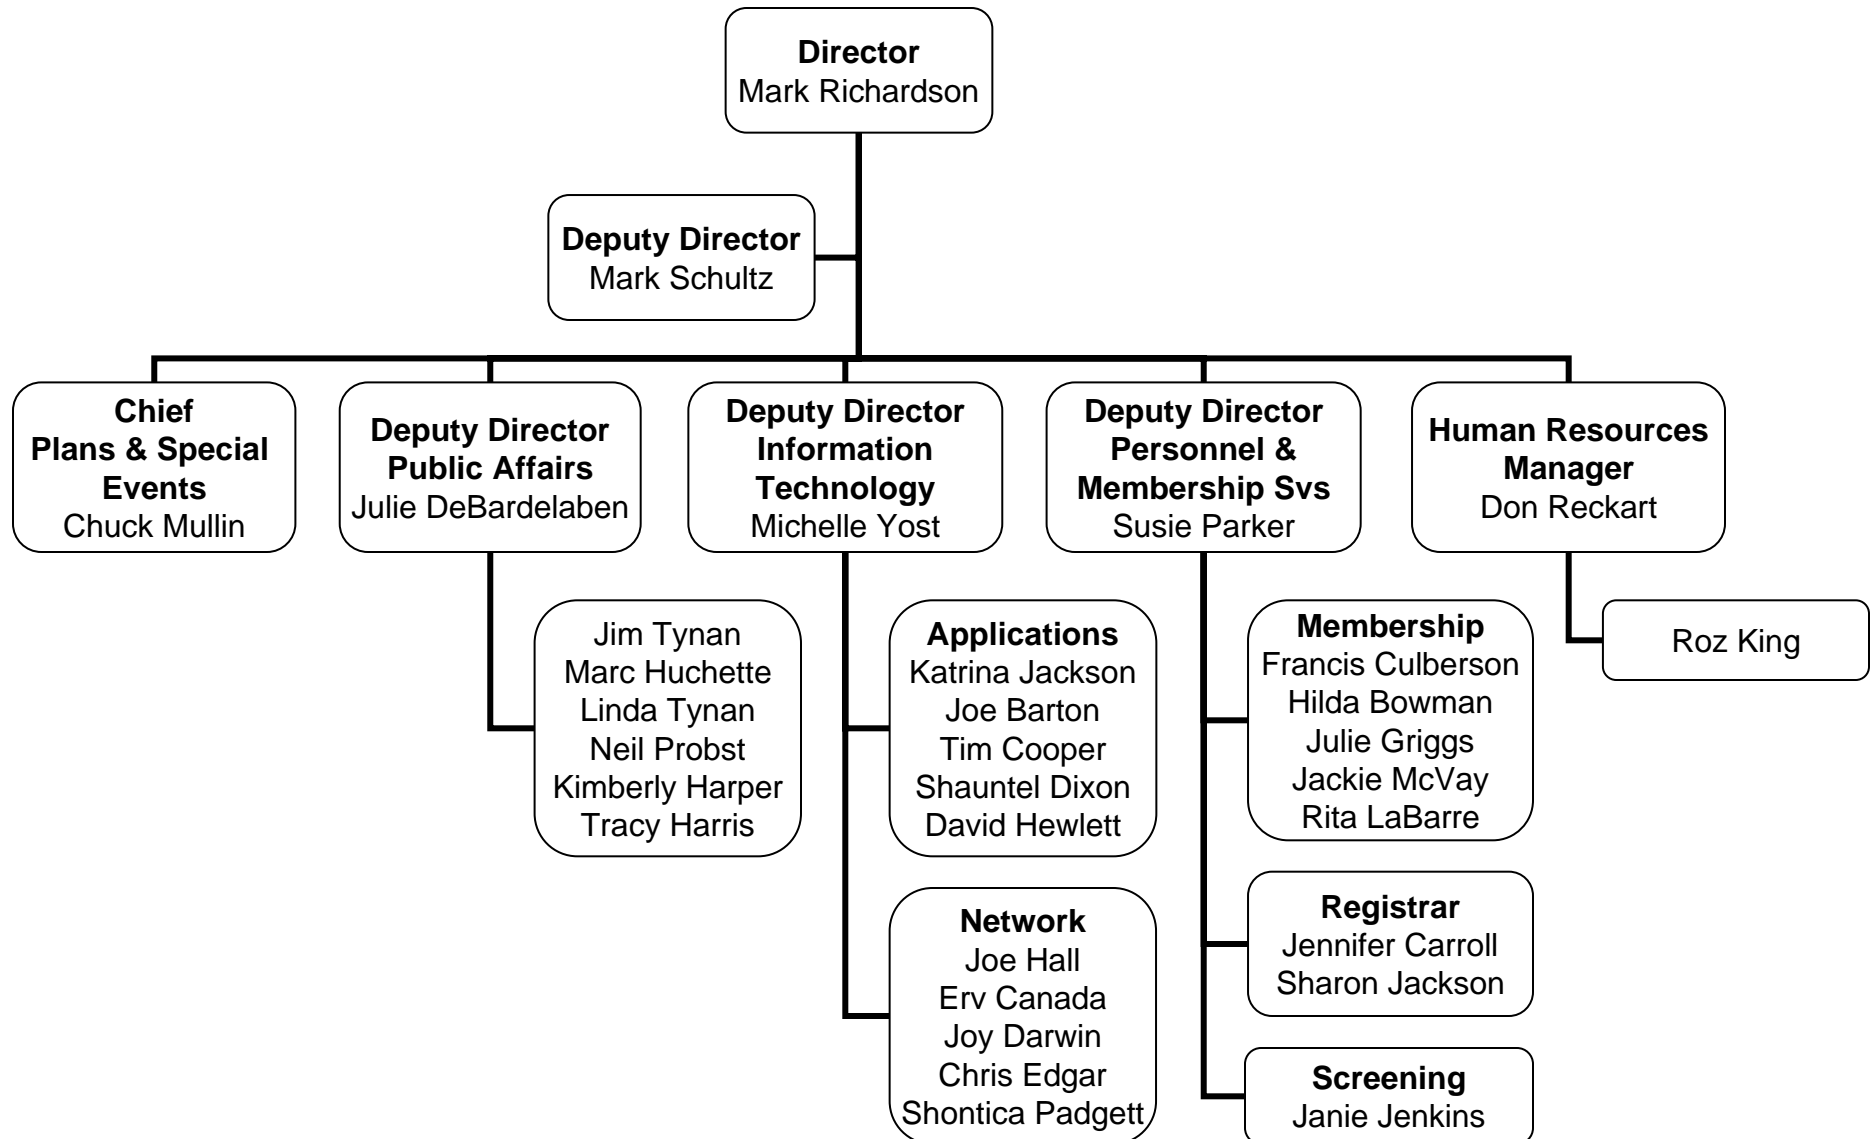 Director
Mark Richardson
Deputy Director
Mark Schultz
Chief
Plans & Special
Events
Chuck Mullin
Deputy Director
Public Affairs
Julie DeBardelaben
Deputy Director
Information
Technology
Michelle Yost
Deputy Director
Personnel &
Membership Svs
Susie Parker
Human Resources
Manager
Don Reckart
Jim Tynan
Marc Huchette
Linda Tynan
Neil Probst
Kimberly Harper
Tracy Harris
Applications
Katrina Jackson
Joe Barton
Tim Cooper
Shauntel Dixon
David Hewlett
Network
Joe Hall
Erv Canada
Joy Darwin
Chris Edgar
Shontica Padgett
Membership
Francis Culberson
Hilda Bowman
Julie Griggs
Jackie McVay
Rita LaBarre
Registrar
Jennifer Carroll
Sharon Jackson
Screening
Janie Jenkins
Roz King